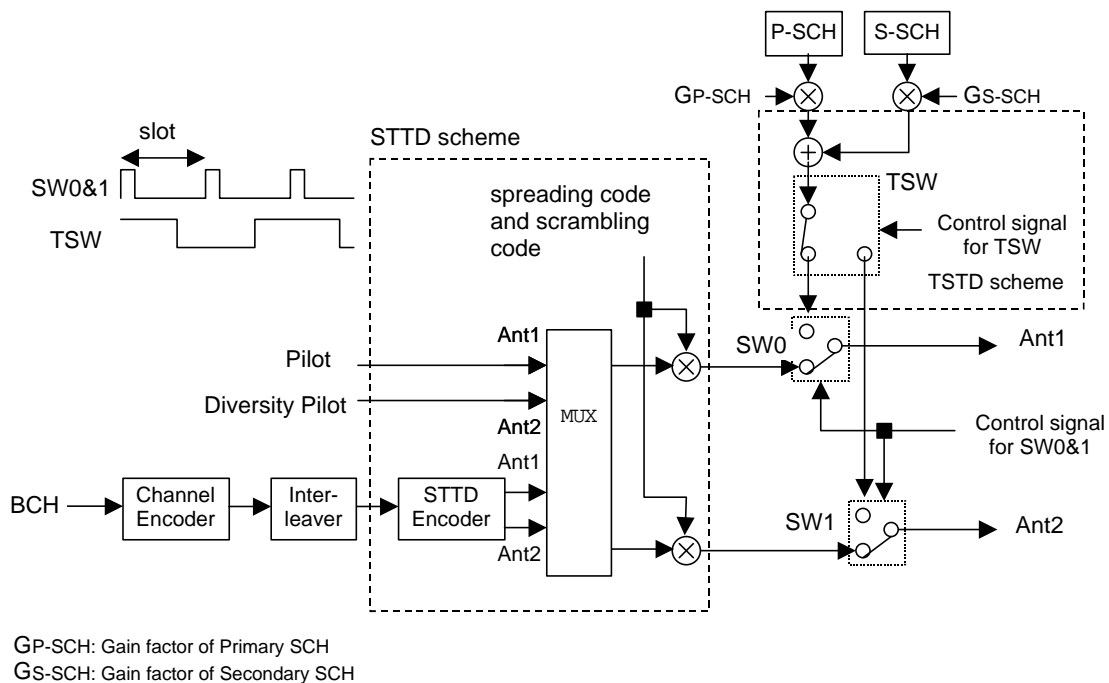 P-SCH
S-SCH
GP-SCH
GS-SCH
slot
STTD scheme
SW0&1
TSW
TSW
spreading code
and scrambling
code
Control signal
for TSW
TSTD scheme
Ant1
SW0
Ant1
Pilot
Diversity Pilot
MUX
Ant2
Control signal
for SW0&1
Ant1
BCH
Channel
Encoder
Inter-
leaver
STTD
Encoder
SW1
Ant2
Ant2
GP-SCH: Gain factor of Primary SCH
GS-SCH: Gain factor of Secondary SCH